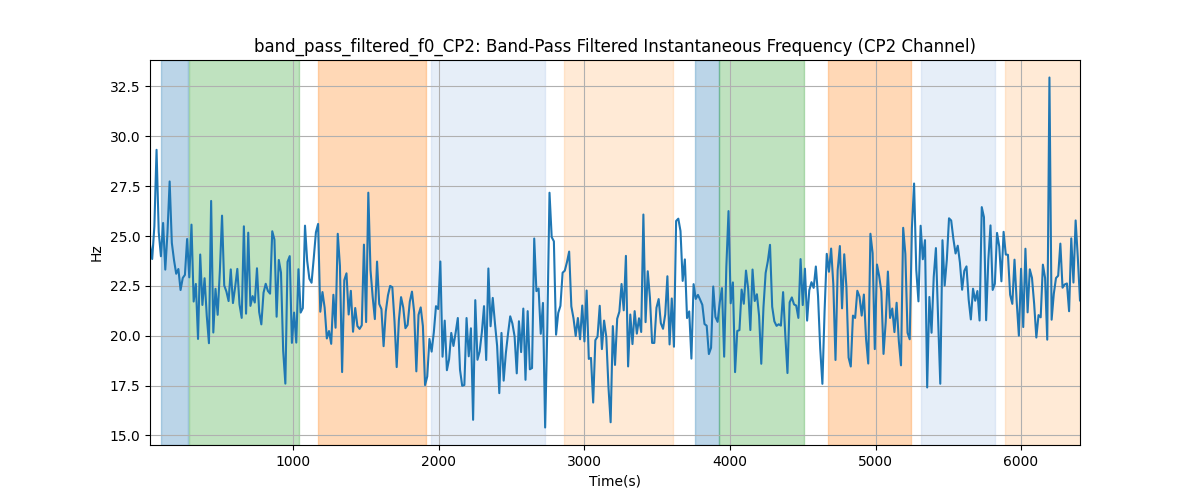 band_pass_filtered_f0_CP2: Band-Pass Filtered Instantaneous Frequency (CP2 Channel)
32.5
30.0
27.5
25.0
22.5
20.0
17.5
15.0
Hz
1000 2000 3000 4000 5000 6000
Time(s)